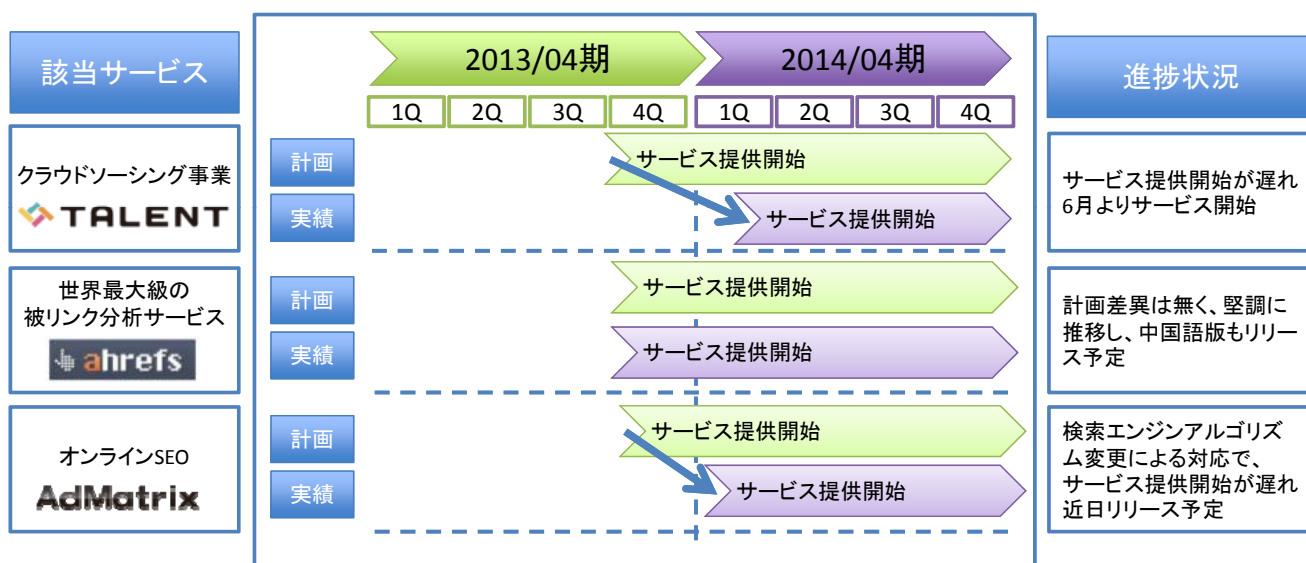 該当サービス
2013/04期
2014/04期
進捗状況
1Q
2Q
3Q
4Q
1Q
2Q
3Q
4Q
クラウドソーシング事業
TALENT
計画
サービス提供開始
実績
サービス提供開始
サービス提供開始が遅れ
6月よりサービス開始
世界最大級の
被リンク分析サービス
ahrefs
計画
サービス提供開始
実績
サービス提供開始
計画差異は無く、堅調に
推移し、中国語版もリリー
ス予定
オンラインSEO
AdMatrix
計画
サービス提供開始
実績
サービス提供開始
検索エンジンアルゴリズ
ム変更による対応で、
サービス提供開始が遅れ
近日リリース予定